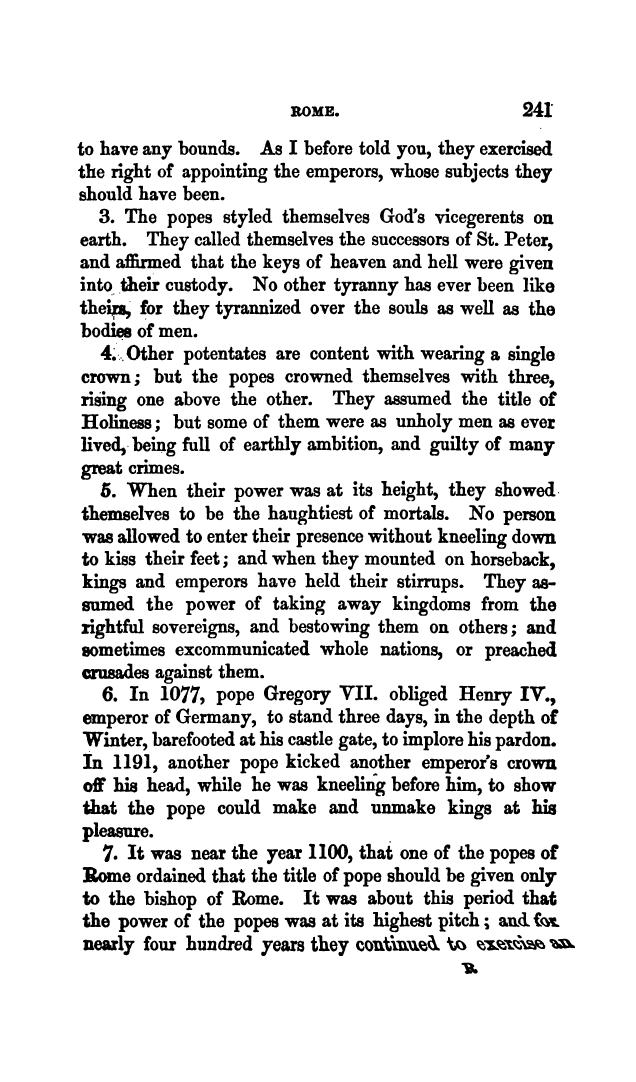 ROME. 241
to have any bounds. As I before told you, they exercised
the right of appointing the emperors, whose subjects they
should have been.
3. The popes styled themselves God's vicegerents on
earth. They called themselves the successors of St. Peter,
and affirmed that the keys of heaven and hell were given
into their custody. No other tyranny has ever been like
theirs, for they tyrannized over the souls as well as the
bodies of men.
4. Other potentates are content with wearing a single
crown; but the popes crowned themselves with three,
rising one above the other. They assumed the title of
Holiness; but some of them were as unholy men as ever
lived, being full of earthly ambition, and guilty of many
great crimes.
5. When their power was at its height, they showed
themselves to be the haughtiest of mortals. No person
was allowed to enter their presence without kneeling down
to kiss their feet; and when they mounted on horseback,
kings and emperors have held their stirrups. They as-
sumed the power of taking away kingdoms from the
rightful sovereigns, and bestowing them on others; and
sometimes excommunicated whole nations, or preached
crusades against them.
6. In 1077, pope Gregory VII. obliged Henry IV.,
emperor of Germany, to stand three days, in the depth of
Winter, barefooted at his castle gate, to implore his pardon.
In 1191, another pope kicked another emperor's crown
off his head, while he was kneeling before him, to show
that the pope could make and unmake kings at his
pleasure.
7. It was near the year 1100, that one of the popes of
Rome ordained that the title of pope should be given only
to the bishop of Rome. It was about this period that
the power of the popes was at its highest pitch; and for
nearly four hundred years they continued to exercise an
R